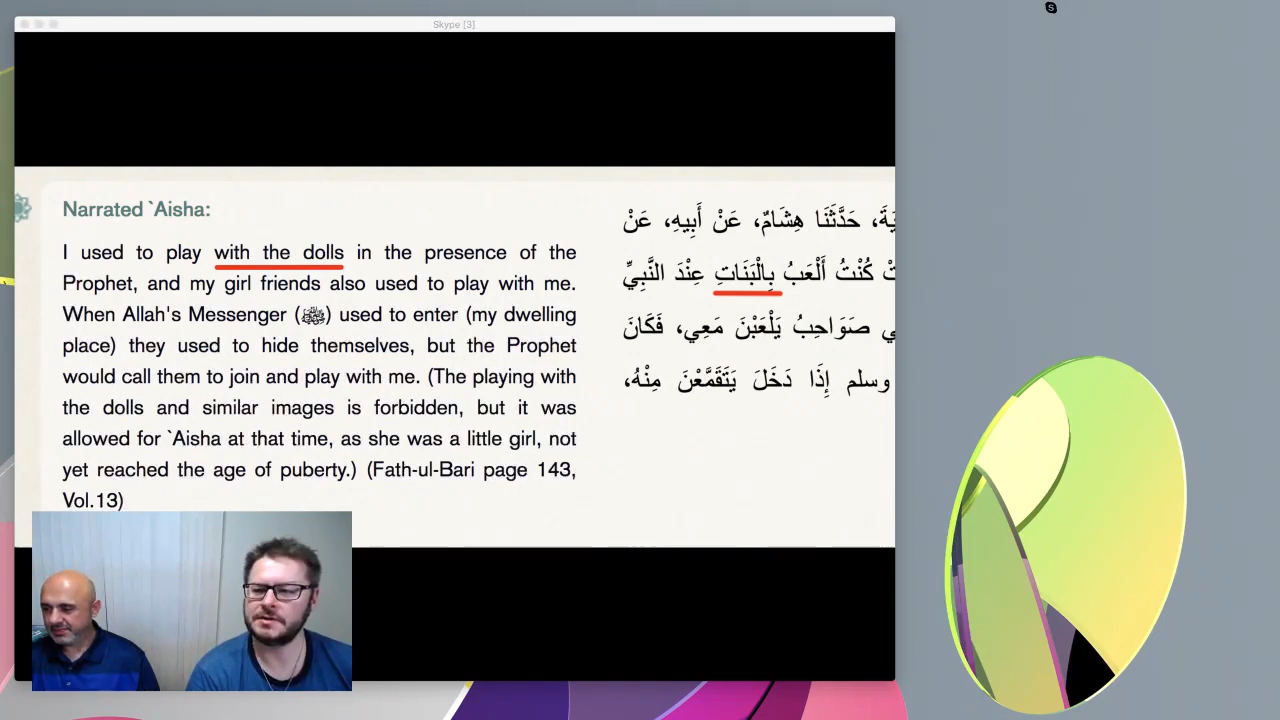 Skype [3]
Narrated `Aisha:
I used to play with the dolls in the presence of the
Prophet, and my girl friends also used to play with me.
When Allah's Messenger (ﷺ) used to enter (my dwelling
place) they used to hide themselves, but the Prophet
would call them to join and play with me. (The playing with
the dolls and similar images is forbidden, but it was
allowed for `Aisha at that time, as she was a little girl, not
yet reached the age of puberty.) (Fath-ul-Bari page 143,
Vol.13)
حَدَّثَنَا هِشَامٌ، عَنْ أَبِيهِ، عَنْ
كُنْتُ أَلْعَبُ بِالْبَنَاتِ عِنْدَ النَّبِيِّ
صَوَاحِبُ يَلْعَبْنَ مَعِي، فَكَانَ
وسلم إِذَا دَخَلَ يَتَقَمَّعْنَ مِنْهُ،